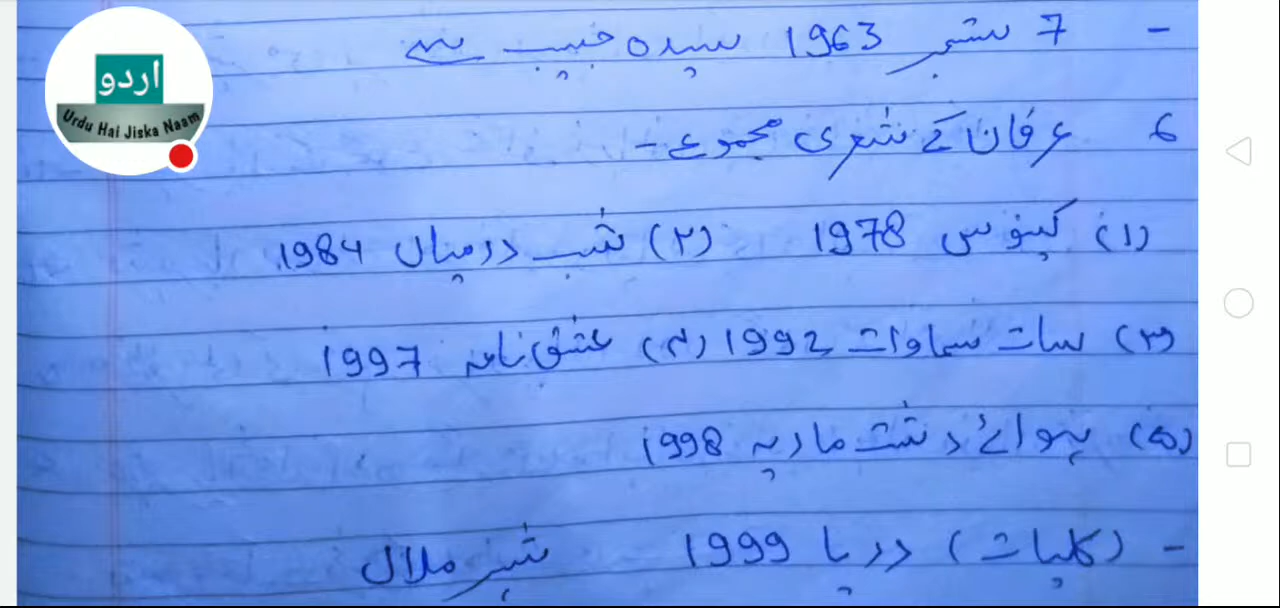 اردو
Urdu Hai Jiska Naam
- 7 ستمبر 1963 سیدہ حبیب سے
6 عرفان کے شعری مجموعے -
(۱) کینوس 1978 (۲) شب درمیاں 1984
(۳) سات سماوات 1992 (۴) عشق نامہ 1997
(۵) ہوائے دشت ماریہ 1998
- (کلیات) دریا 1999 شہر ملال